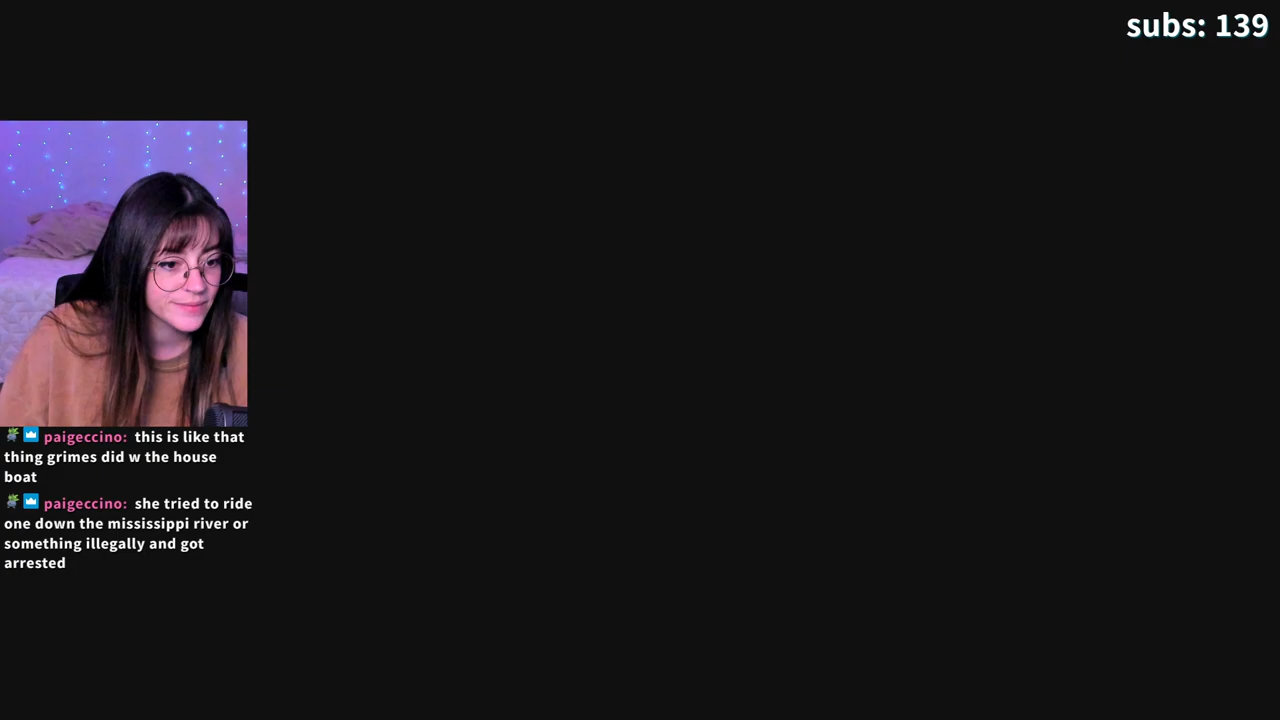 subs: 139
paigeccino: this is like that
thing grimes did w the house
boat
paigeccino: she tried to ride
one down the mississippi river or
something illegally and got
arrested